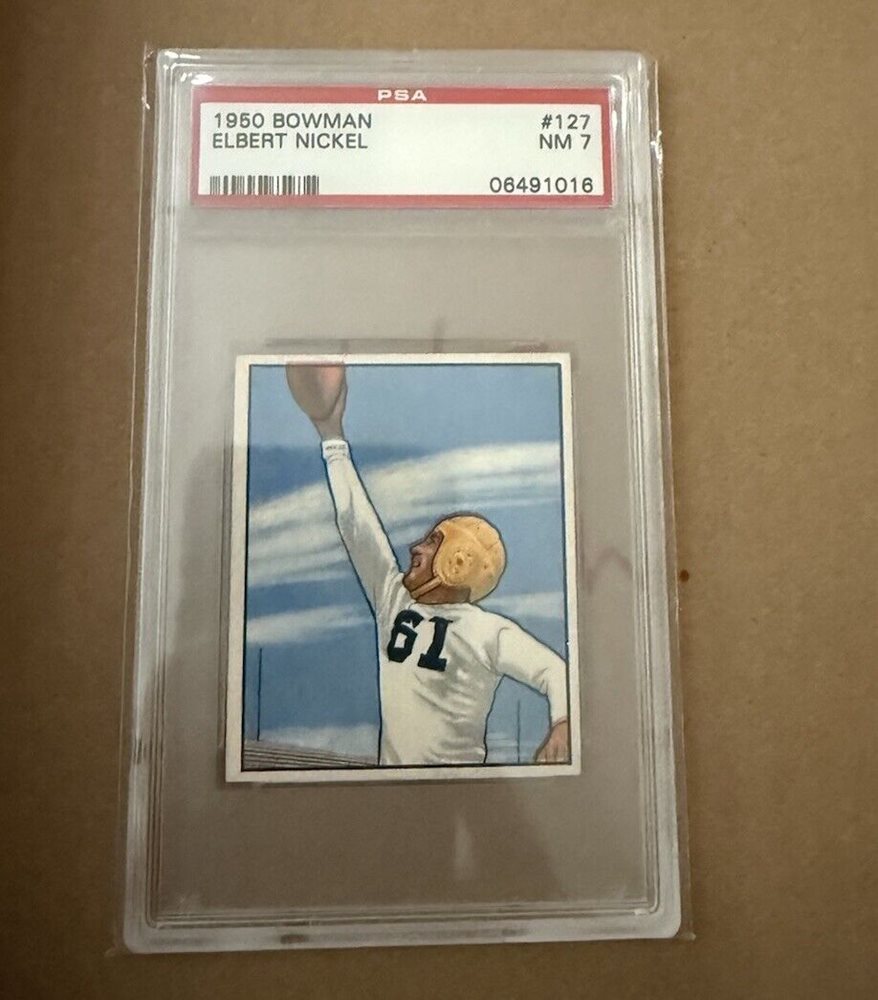 PSA
1950 BOWMAN #127
ELBERT NICKEL NM 7
06491016
61